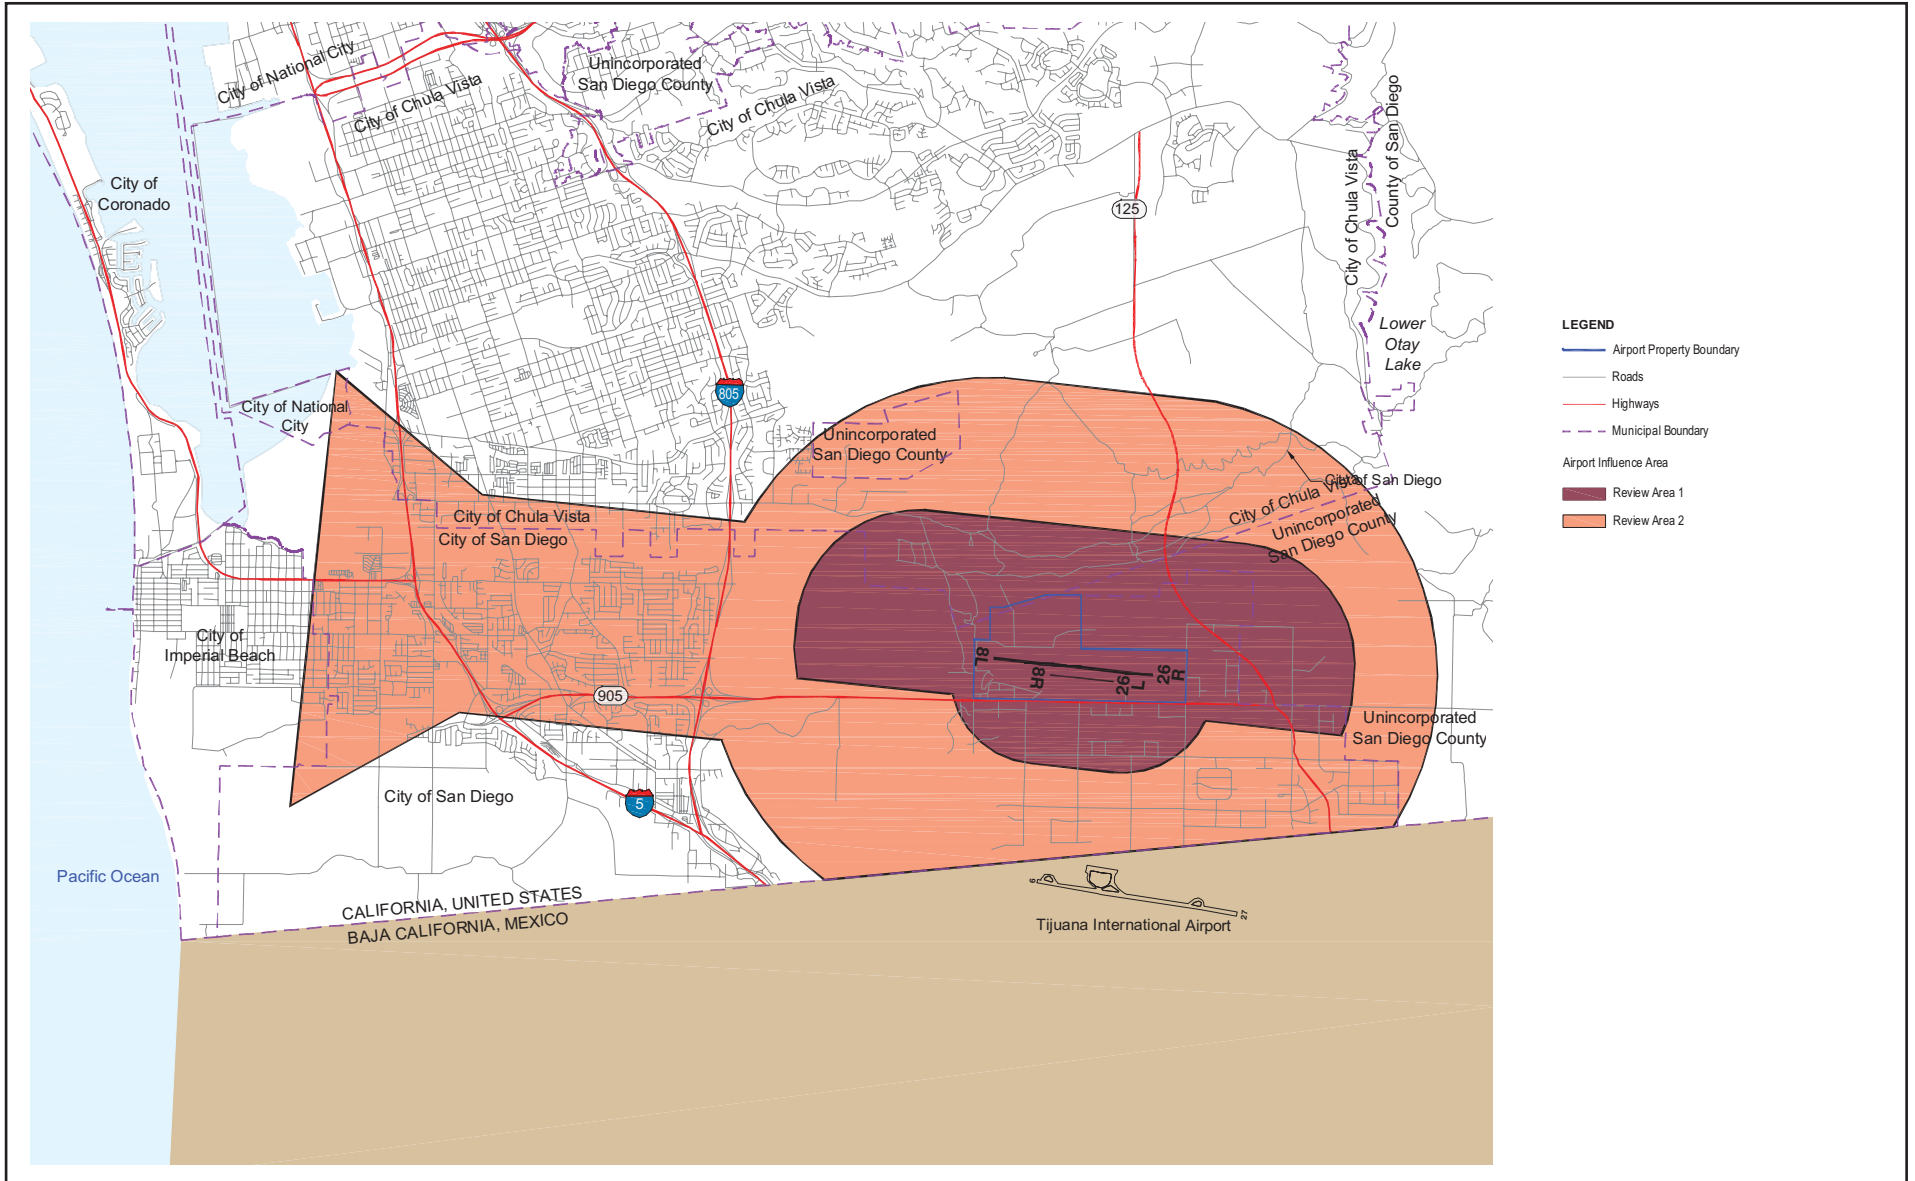 City of National City
City of Chula Vista
Unincorporated
San Diego County
City of Chula Vista
City of
Coronado
125
City of Chula Vista
County of San Diego
Lower
Otay
Lake
805
City of National
City
Unincorporated
San Diego County
City of San Diego
City of Chula Vista
Unincorporated
San Diego County
City of Chula Vista
City of San Diego
City of
Imperial Beach
905
8L
8R
26
L
26
R
Unincorporated
San Diego County
City of San Diego
5
Pacific Ocean
CALIFORNIA, UNITED STATES
BAJA CALIFORNIA, MEXICO
9
27
Tijuana International Airport
LEGEND
Airport Property Boundary
Roads
Highways
Municipal Boundary
Airport Influence Area
Review Area 1
Review Area 2